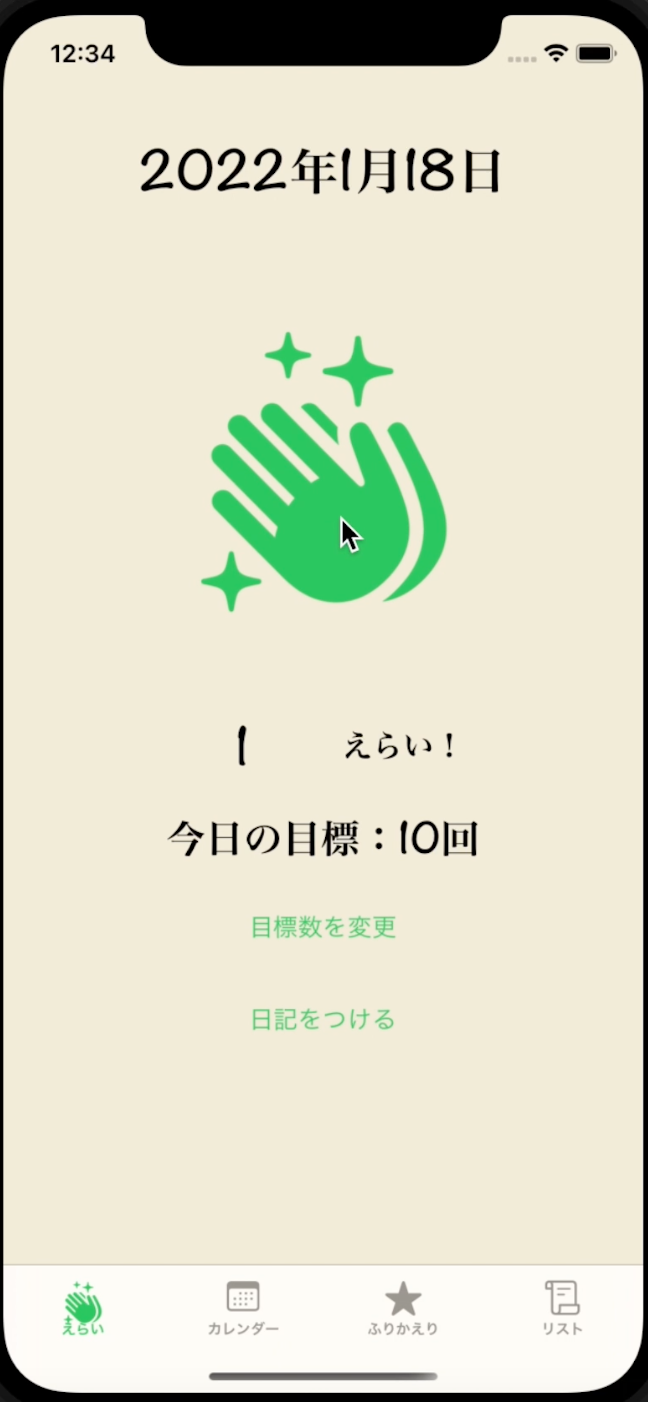 12:34
2022年1月18日
1 えらい！
今日の目標：10回
目標数を変更
日記をつける
えらい カレンダー ふりかえり リスト